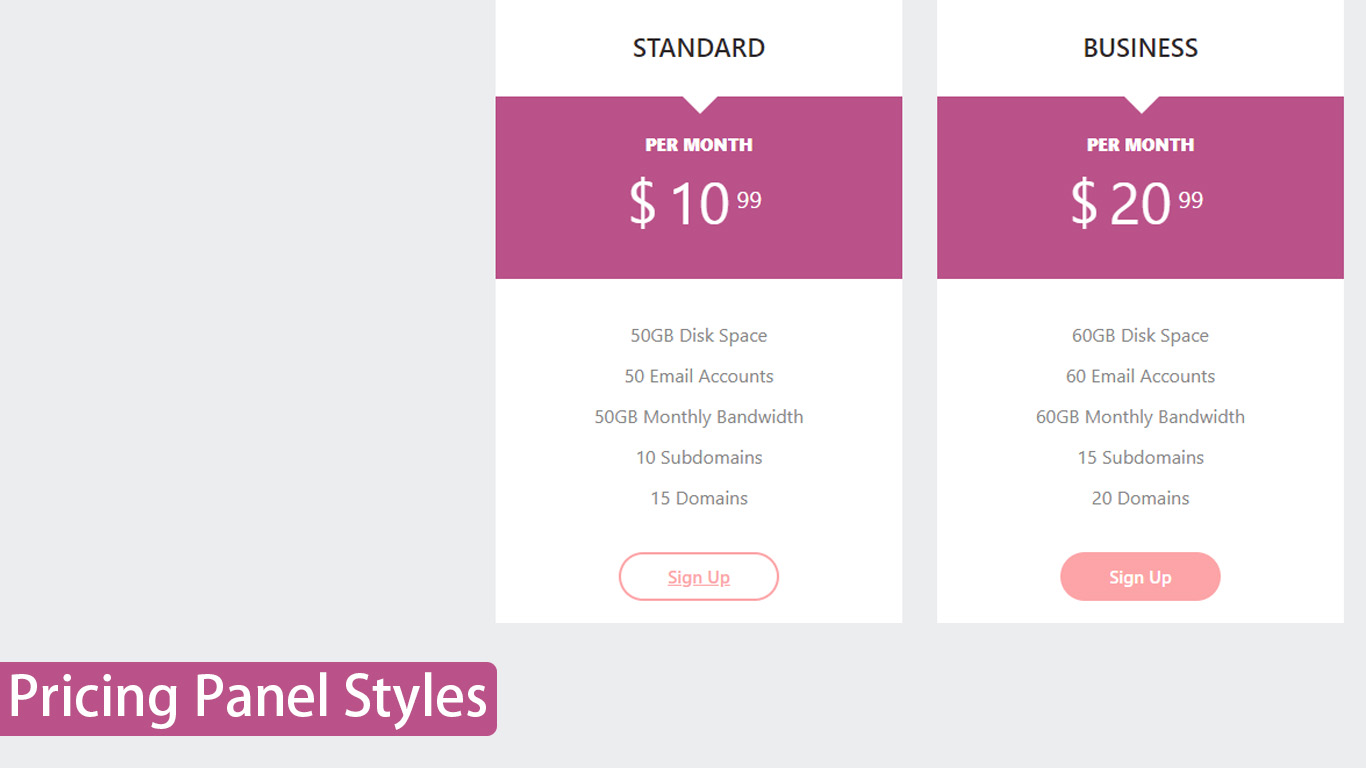 STANDARD
PER MONTH
$ 10 99
50GB Disk Space
50 Email Accounts
50GB Monthly Bandwidth
10 Subdomains
15 Domains
Sign Up
BUSINESS
PER MONTH
$ 20 99
60GB Disk Space
60 Email Accounts
60GB Monthly Bandwidth
15 Subdomains
20 Domains
Sign Up
Pricing Panel Styles